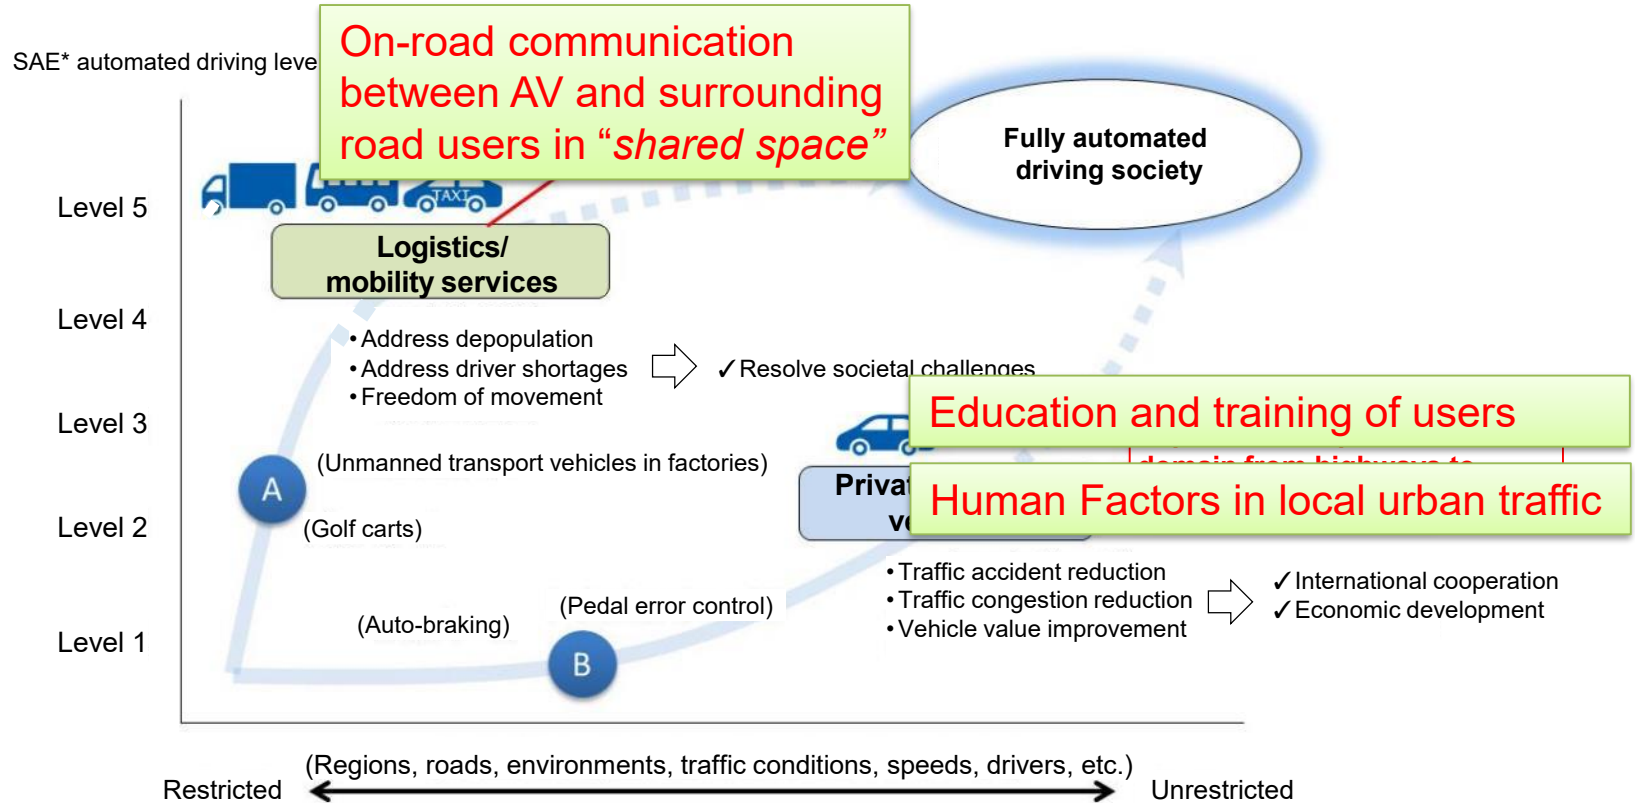 SAE* automated driving leve
On-road communication
between AV and surrounding
road users in “shared space”
Fully automated
driving society
TAXI
Level 5
Logistics/
mobility services
Level 4
• Address depopulation
• Address driver shortages
• Freedom of movement
✓Resolve societal challenges
Level 3
Education and training of users
domain from highways to
A
(Unmanned transport vehicles in factories)
Privat
Human Factors in local urban traffic
Level 2
(Golf carts)
• Traffic accident reduction
• Traffic congestion reduction
• Vehicle value improvement
✓International cooperation
✓Economic development
(Pedal error control)
(Auto-braking)
Level 1
B
(Regions, roads, environments, traffic conditions, speeds, drivers, etc.)
Restricted
Unrestricted